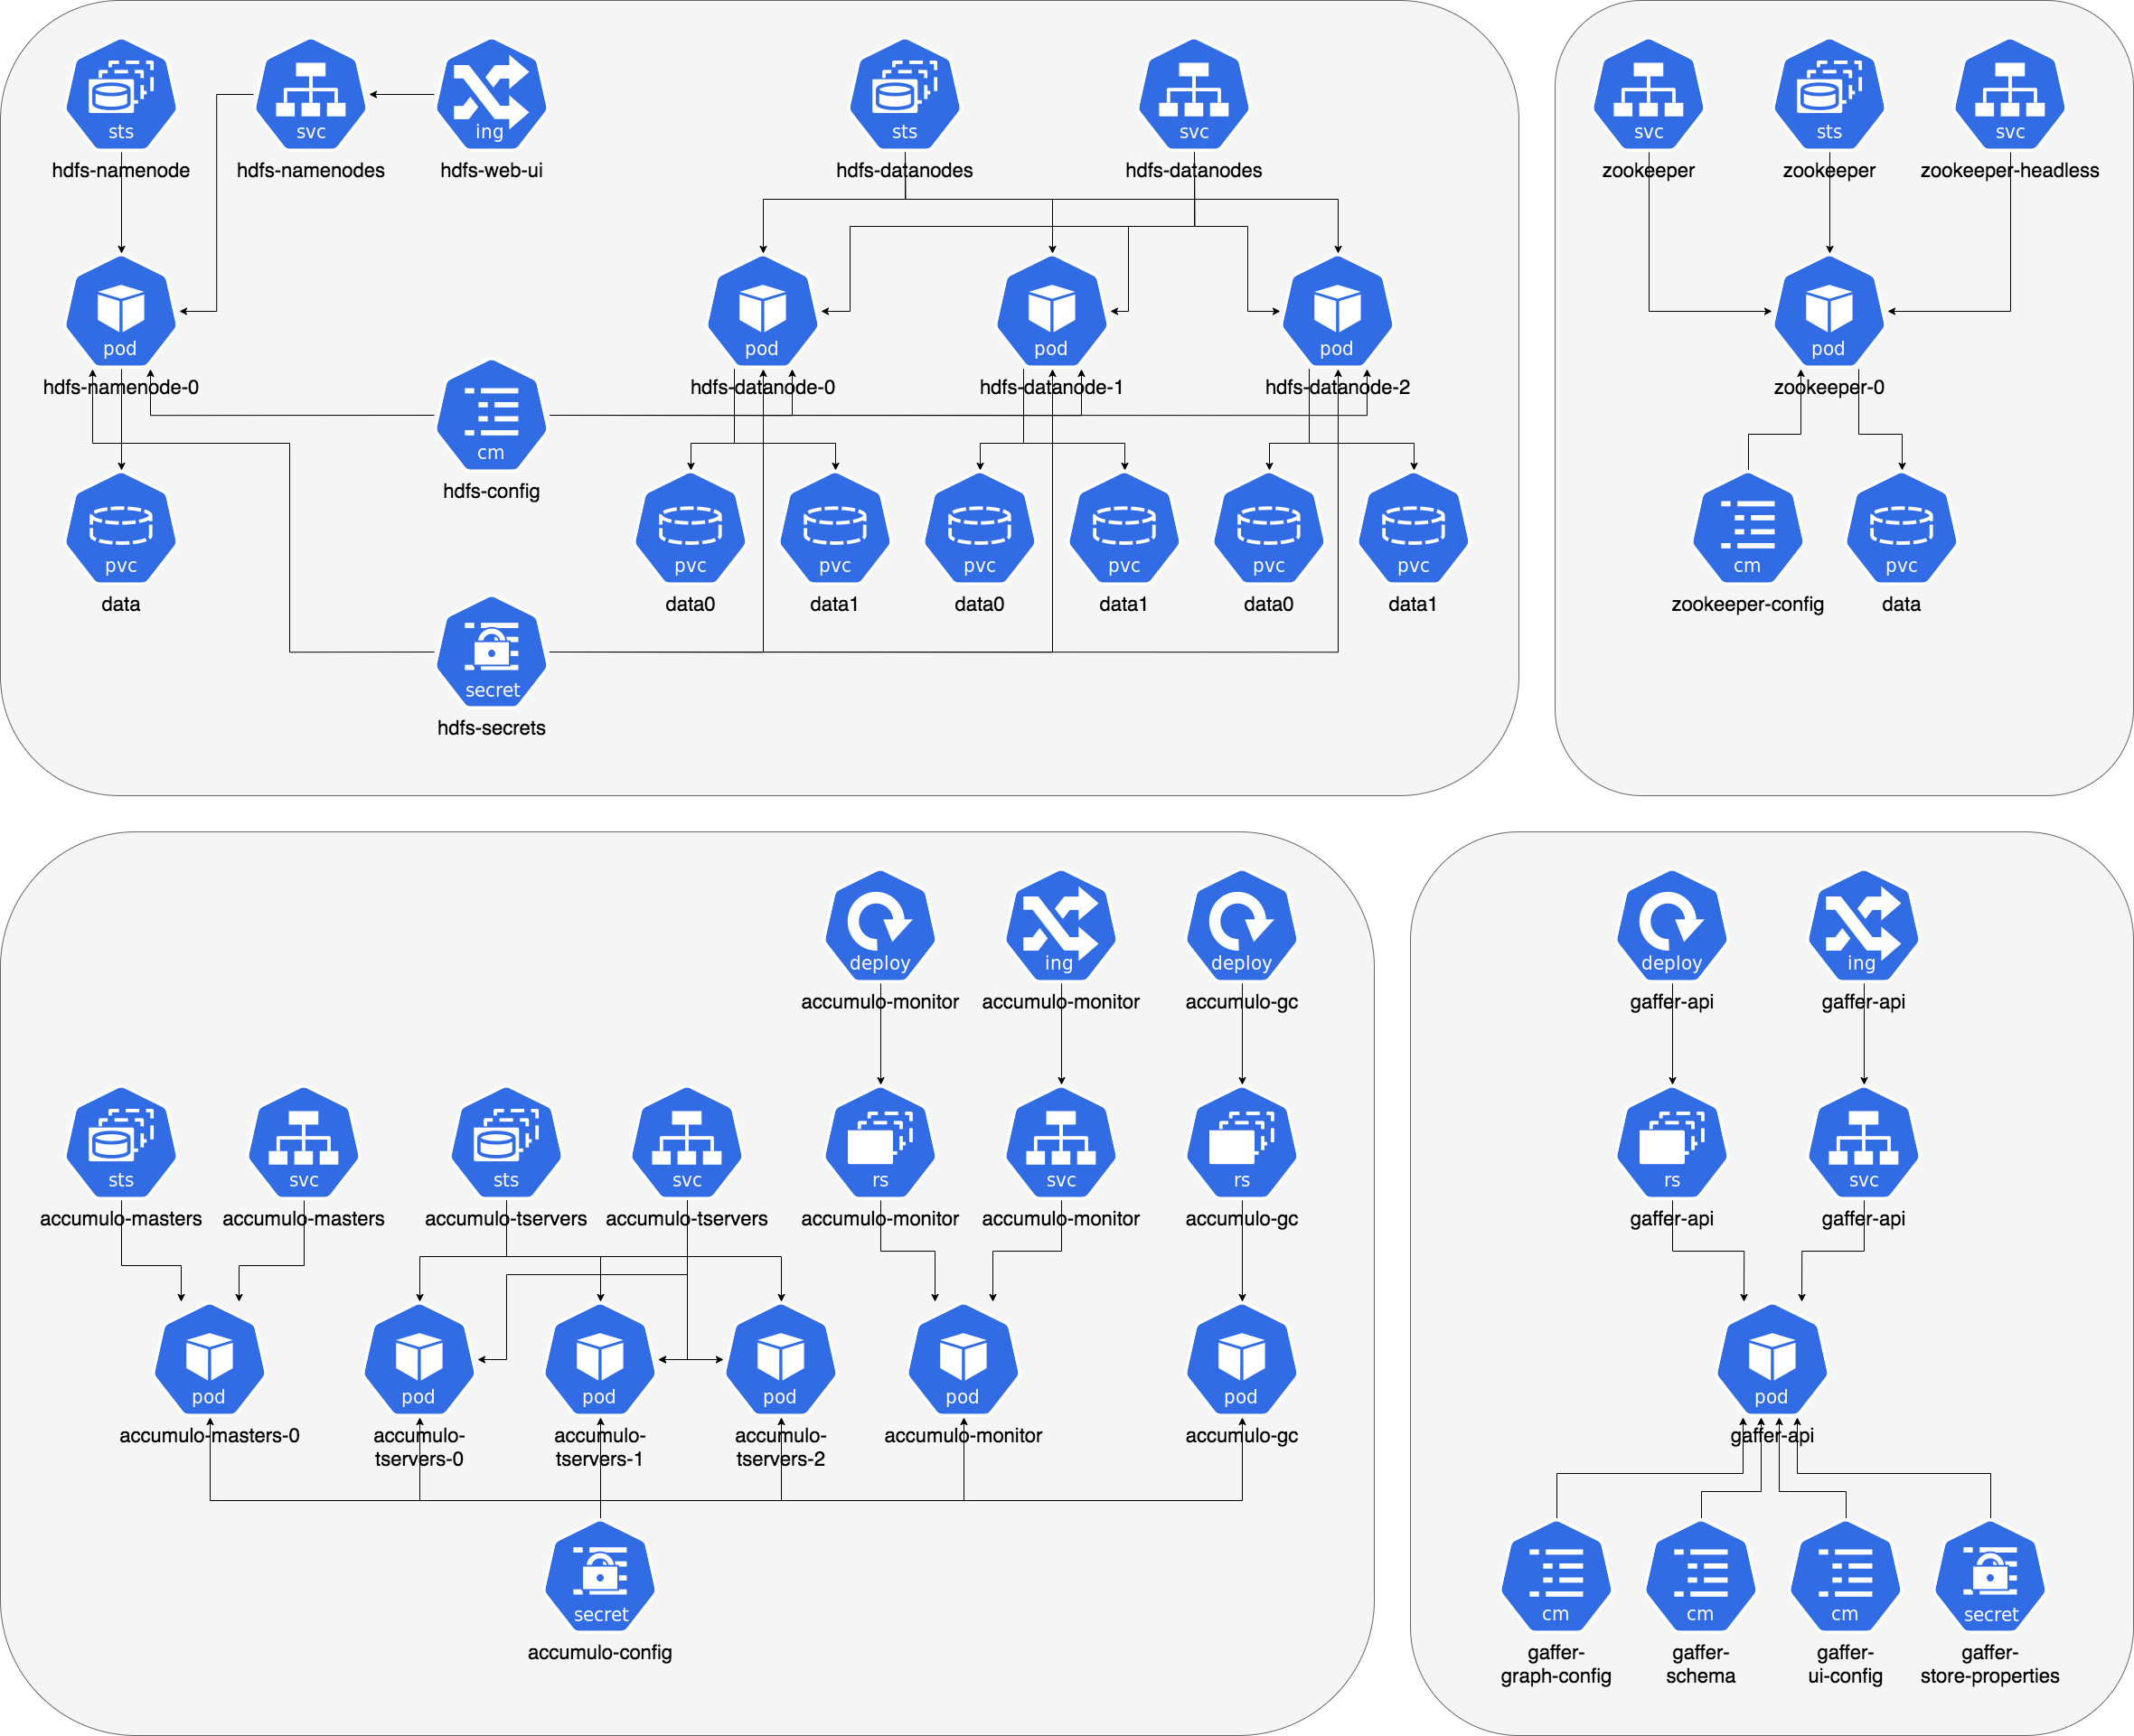 sts
hdfs-namenode
svc
hdfs-namenodes
ing
hdfs-web-ui
sts
hdfs-datanodes
svc
hdfs-datanodes
pod
hdfs-namenode-0
pod
hdfs-datanode-0
pod
hdfs-datanode-1
pod
hdfs-datanode-2
cm
hdfs-config
pvc
data
pvc
data0
pvc
data1
pvc
data0
pvc
data1
pvc
data0
pvc
data1
secret
hdfs-secrets
svc
zookeeper
sts
zookeeper
svc
zookeeper-headless
pod
zookeeper-0
cm
zookeeper-config
pvc
data
deploy
accumulo-monitor
ing
accumulo-monitor
deploy
accumulo-gc
sts
accumulo-masters
svc
accumulo-masters
sts
accumulo-tservers
svc
accumulo-tservers
rs
accumulo-monitor
svc
accumulo-monitor
rs
accumulo-gc
pod
accumulo-masters-0
pod
accumulo-
tservers-0
pod
accumulo-
tservers-1
pod
accumulo-
tservers-2
pod
accumulo-monitor
pod
accumulo-gc
secret
accumulo-config
deploy
gaffer-api
ing
gaffer-api
rs
gaffer-api
svc
gaffer-api
pod
gaffer-api
cm
gaffer-
graph-config
cm
gaffer-
schema
cm
gaffer-
ui-config
secret
gaffer-
store-properties